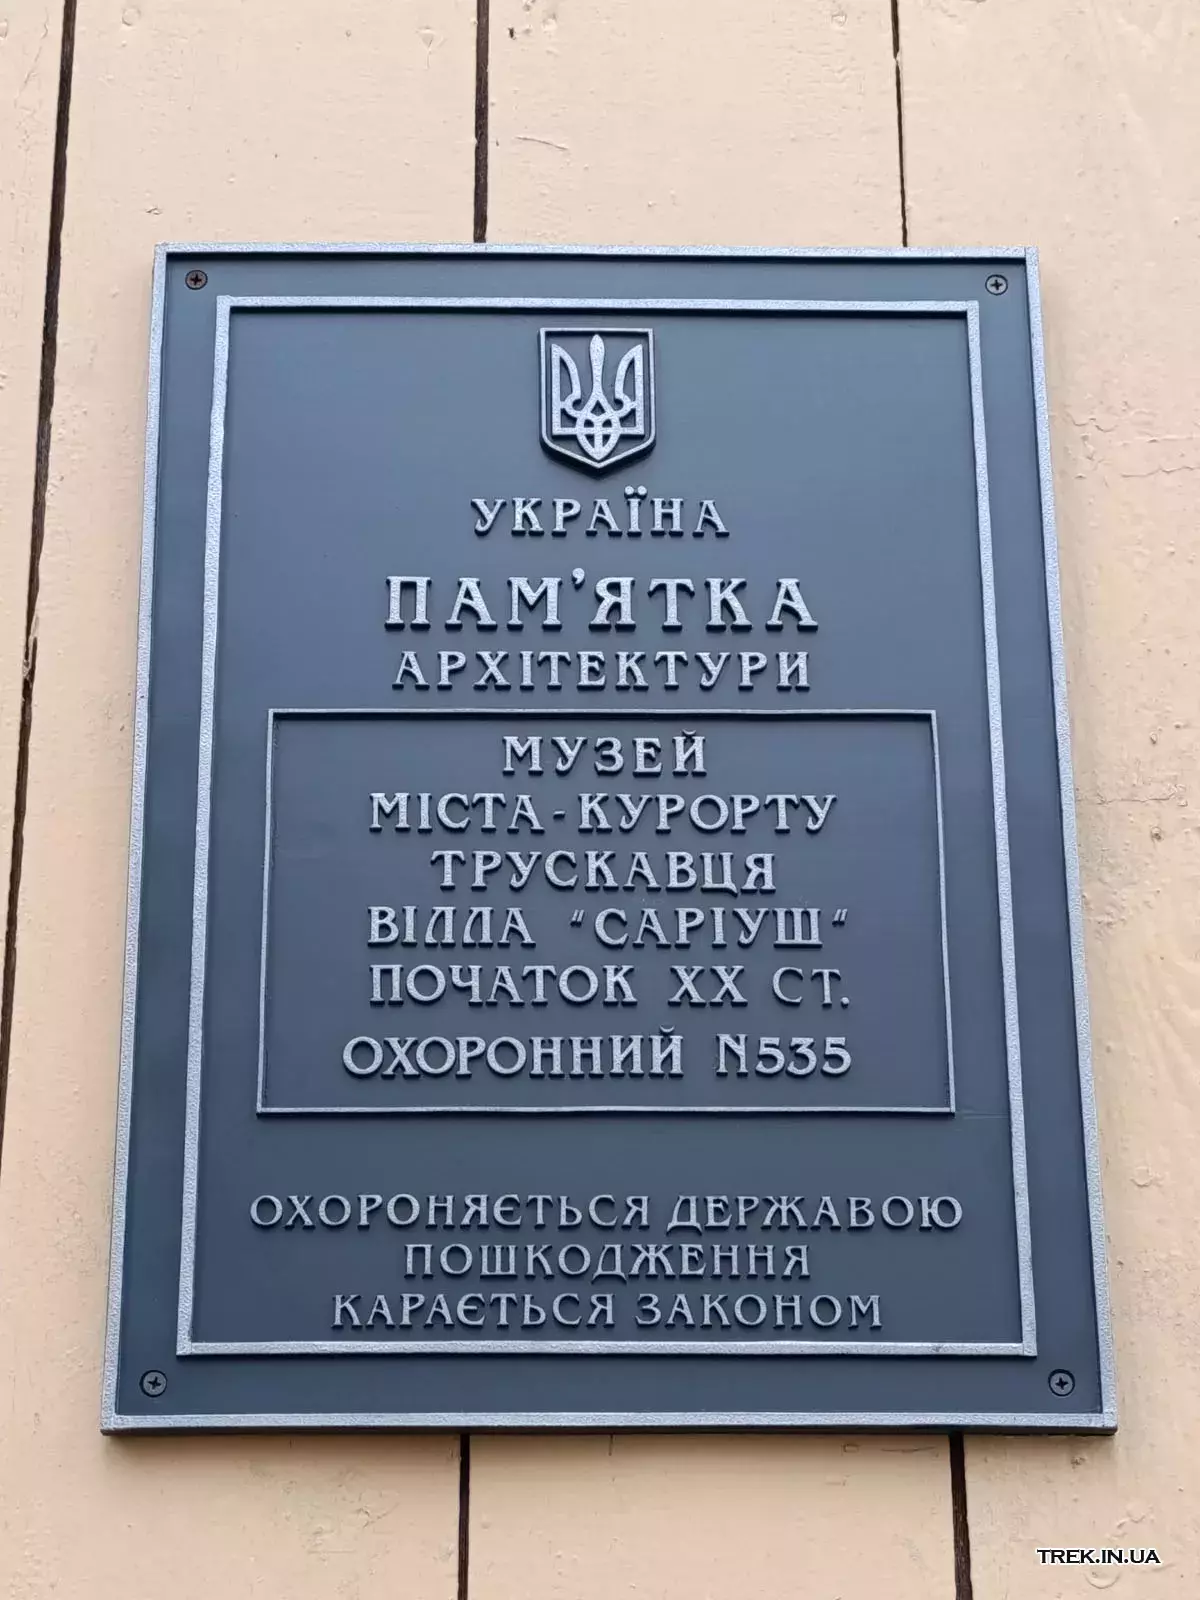 УКРАЇНА
ПАМ'ЯТКА
АРХІТЕКТУРИ
МУЗЕЙ
МІСТА-КУРОРТУ
ТРУСКАВЦЯ
ВІЛЛА "САРІУШ"
ПОЧАТОК ХХ СТ.
ОХОРОННИЙ N535
ОХОРОНЯЄТЬСЯ ДЕРЖАВОЮ
ПОШКОДЖЕННЯ
КАРАЄТЬСЯ ЗАКОНОМ
TREK.IN.UA